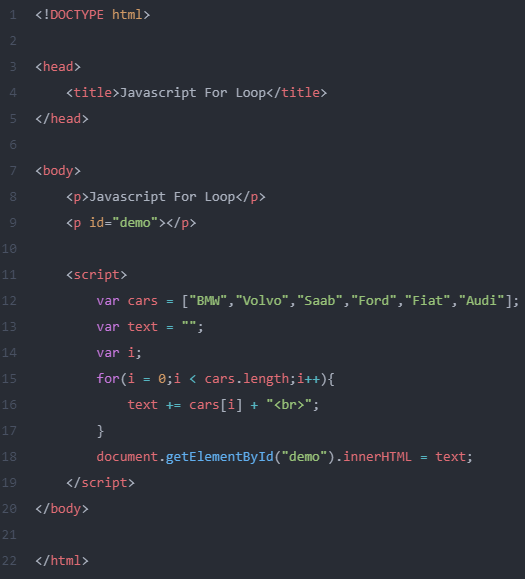 1 <!DOCTYPE html>
2
3 <head>
4     <title>Javascript For Loop</title>
5 </head>
6
7 <body>
8     <p>Javascript For Loop</p>
9     <p id="demo"></p>
10
11     <script>
12         var cars = ["BMW","Volvo","Saab","Ford","Fiat","Audi"];
13         var text = "";
14         var i;
15         for(i = 0;i < cars.length;i++){
16             text += cars[i] + "<br>";
17         }
18         document.getElementById("demo").innerHTML = text;
19     </script>
20 </body>
21
22 </html>